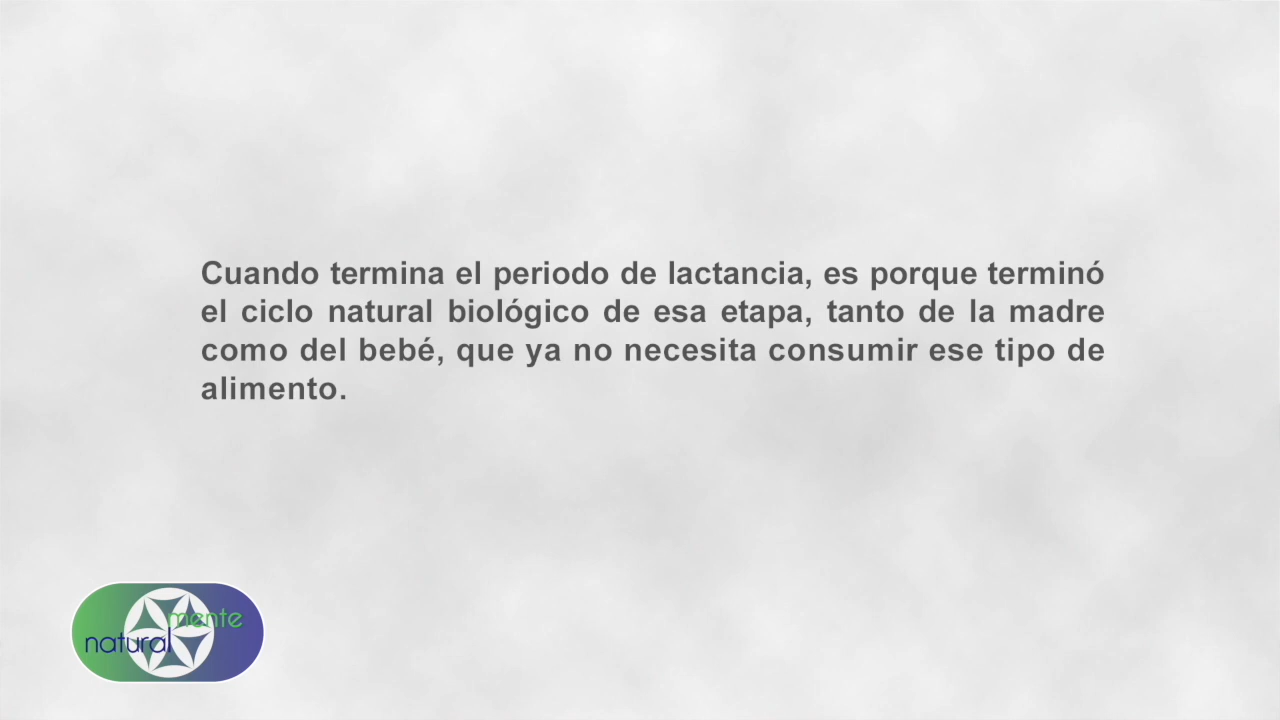 Cuando termina el periodo de lactancia, es porque terminó
el ciclo natural biológico de esa etapa, tanto de la madre
como del bebé, que ya no necesita consumir ese tipo de
alimento.
natural
mente